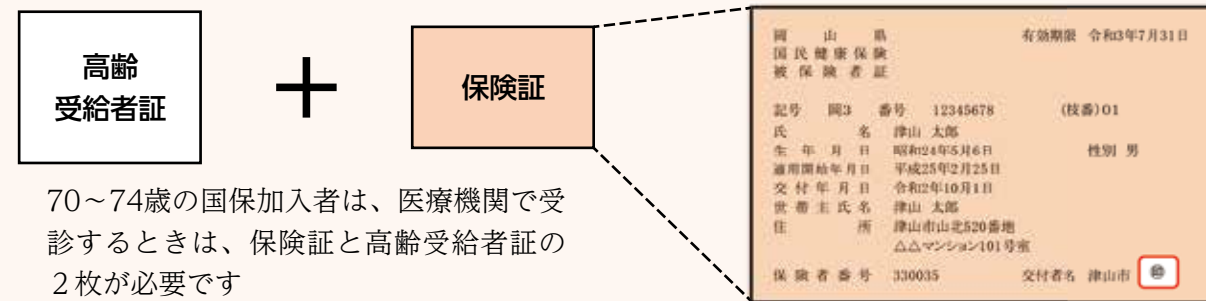 高齢
受給者証
＋
保険証
70～74歳の国保加入者は、医療機関で受
診するときは、保険証と高齢受給者証の
２枚が必要です
岡山県 有効期限 令和3年7月31日
国民健康保険
被保険者証
記号 岡3 番号 12345678 (枝番)01
氏名 津山 太郎
生年月日 昭和24年5月6日 性別 男
適用開始年月日 平成25年2月25日
交付年月日 令和2年10月1日
世帯主氏名 津山 太郎
住所 津山市山北520番地
△△マンション101号室
保険者番号 330035 交付者名 津山市 ㊞